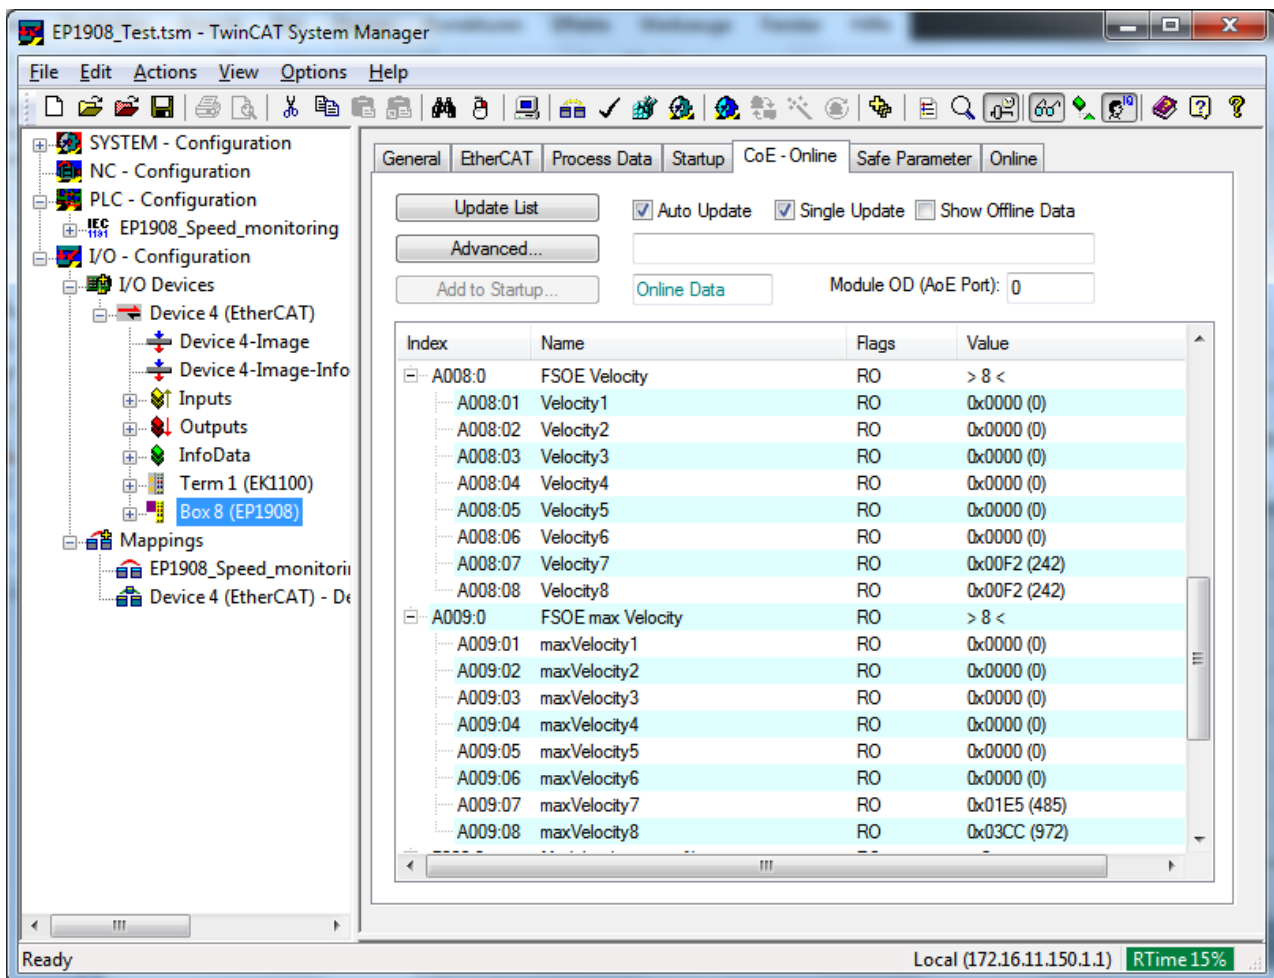 EP1908_Test.tsm - TwinCAT System Manager
File Edit Actions View Options Help
SYSTEM - Configuration
NC - Configuration
PLC - Configuration
EP1908_Speed_monitoring
I/O - Configuration
I/O Devices
Device 4 (EtherCAT)
Device 4-Image
Device 4-Image-Info
Inputs
Outputs
InfoData
Term 1 (EK1100)
Box 8 (EP1908)
Mappings
EP1908_Speed_monitorin
Device 4 (EtherCAT) - De
General EtherCAT Process Data Startup CoE - Online Safe Parameter Online
Update List Auto Update Single Update Show Offline Data
Advanced...
Add to Startup... Online Data Module OD (AoE Port): 0
Index Name Flags Value
A008:0 FSOE Velocity RO > 8 <
A008:01 Velocity1 RO 0x0000 (0)
A008:02 Velocity2 RO 0x0000 (0)
A008:03 Velocity3 RO 0x0000 (0)
A008:04 Velocity4 RO 0x0000 (0)
A008:05 Velocity5 RO 0x0000 (0)
A008:06 Velocity6 RO 0x0000 (0)
A008:07 Velocity7 RO 0x00F2 (242)
A008:08 Velocity8 RO 0x00F2 (242)
A009:0 FSOE max Velocity RO > 8 <
A009:01 maxVelocity1 RO 0x0000 (0)
A009:02 maxVelocity2 RO 0x0000 (0)
A009:03 maxVelocity3 RO 0x0000 (0)
A009:04 maxVelocity4 RO 0x0000 (0)
A009:05 maxVelocity5 RO 0x0000 (0)
A009:06 maxVelocity6 RO 0x0000 (0)
A009:07 maxVelocity7 RO 0x01E5 (485)
A009:08 maxVelocity8 RO 0x03CC (972)
Ready Local (172.16.11.150.1.1) RTime 15%